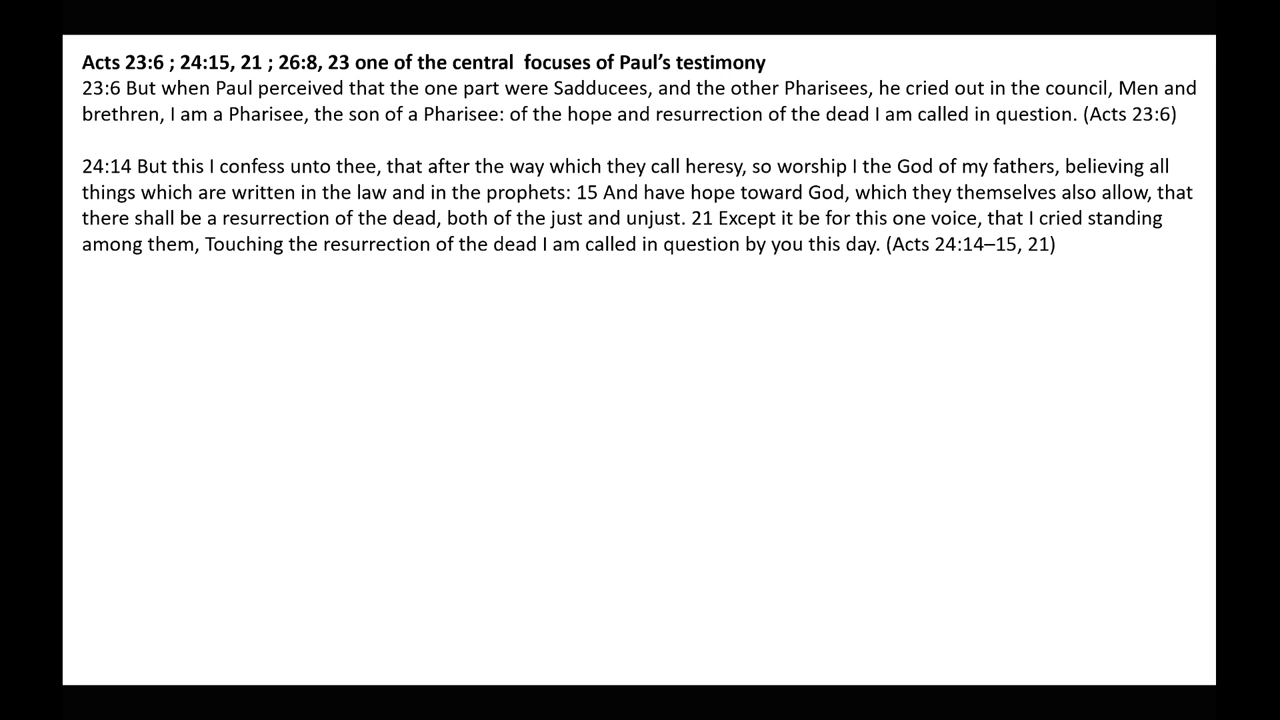 Acts 23:6 ; 24:15, 21 ; 26:8, 23 one of the central  focuses of Paul’s testimony
23:6 But when Paul perceived that the one part were Sadducees, and the other Pharisees, he cried out in the council, Men and
brethren, I am a Pharisee, the son of a Pharisee: of the hope and resurrection of the dead I am called in question. (Acts 23:6)
24:14 But this I confess unto thee, that after the way which they call heresy, so worship I the God of my fathers, believing all
things which are written in the law and in the prophets: 15 And have hope toward God, which they themselves also allow, that
there shall be a resurrection of the dead, both of the just and unjust. 21 Except it be for this one voice, that I cried standing
among them, Touching the resurrection of the dead I am called in question by you this day. (Acts 24:14–15, 21)